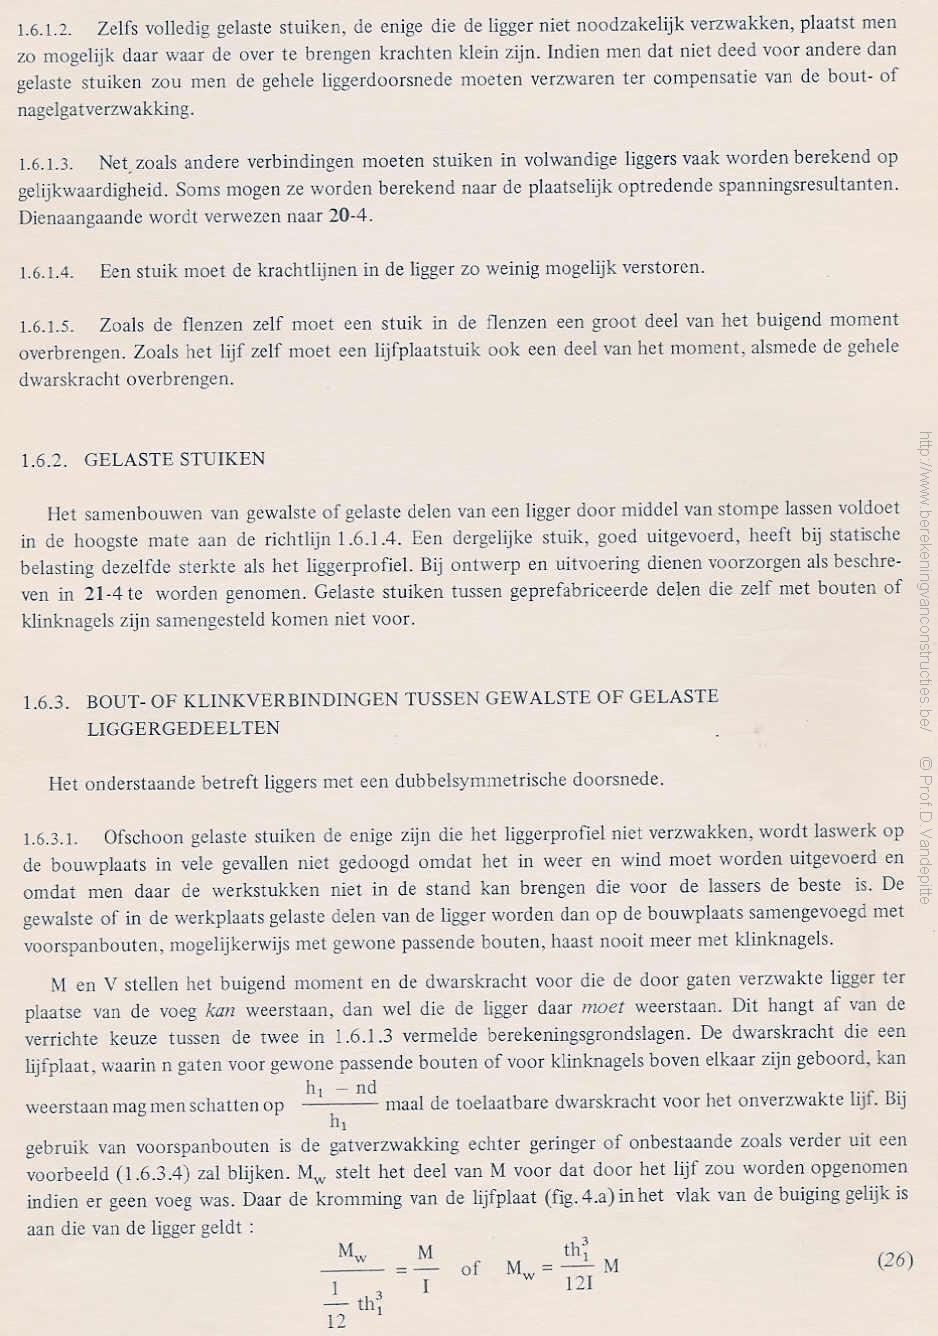 1.6.1.2. Zelfs volledig gelaste stuiken, de enige die de ligger niet noodzakelijk verzwakken, plaatst men
zo mogelijk daar waar de over te brengen krachten klein zijn. Indien men dat niet deed voor andere dan
gelaste stuiken zou men de gehele liggerdoorsnede moeten verzwaren ter compensatie van de bout- of
nagelgatverzwakking.
1.6.1.3. Net zoals andere verbindingen moeten stuiken in volwandige liggers vaak worden berekend op
gelijkwaardigheid. Soms mogen ze worden berekend naar de plaatselijk optredende spanningsresultanten.
Dienaangaande wordt verwezen naar 20-4.
1.6.1.4. Een stuik moet de krachtlijnen in de ligger zo weinig mogelijk verstoren.
1.6.1.5. Zoals de flenzen zelf moet een stuik in de flenzen een groot deel van het buigend moment
overbrengen. Zoals het lijf zelf moet een lijfplaatstuik ook een deel van het moment, alsmede de gehele
dwarskracht overbrengen.
1.6.2. GELASTE STUIKEN
Het samenbouwen van gewalste of gelaste delen van een ligger door middel van stompe lassen voldoet
in de hoogste mate aan de richtlijn 1.6.1.4. Een dergelijke stuik, goed uitgevoerd, heeft bij statische
belasting dezelfde sterkte als het liggerprofiel. Bij ontwerp en uitvoering dienen voorzorgen als beschre-
ven in 21-4 te worden genomen. Gelaste stuiken tussen geprefabriceerde delen die zelf met bouten of
klinknagels zijn samengesteld komen niet voor.
1.6.3. BOUT- OF KLINKVERBINDINGEN TUSSEN GEWALSTE OF GELASTE
LIGGERGEDEELTEN
Het onderstaande betreft liggers met een dubbelsymmetrische doorsnede.
1.6.3.1. Ofschoon gelaste stuiken de enige zijn die het liggerprofiel niet verzwakken, wordt laswerk op
de bouwplaats in vele gevallen niet gedoogd omdat het in weer en wind moet worden uitgevoerd en
omdat men daar de werkstukken niet in de stand kan brengen die voor de lassers de beste is. De
gewalste of in de werkplaats gelaste delen van de ligger worden dan op de bouwplaats samengevoegd met
voorspanbouten, mogelijkerwijs met gewone passende bouten, haast nooit meer met klinknagels.
M en V stellen het buigend moment en de dwarskracht voor die de door gaten verzwakte ligger ter
plaatse van de voeg kan weerstaan, dan wel die de ligger daar moet weerstaan. Dit hangt af van de
verrichte keuze tussen de twee in 1.6.1.3 vermelde berekeningsgrondslagen. De dwarskracht die een
lijfplaat, waarin n gaten voor gewone passende bouten of voor klinknagels boven elkaar zijn geboord, kan
weerstaan mag men schatten op (h₁ − nd)/h₁ maal de toelaatbare dwarskracht voor het onverzwakte lijf. Bij
gebruik van voorspanbouten is de gatverzwakking echter geringer of onbestaande zoals verder uit een
voorbeeld (1.6.3.4) zal blijken. M_w stelt het deel van M voor dat door het lijf zou worden opgenomen
indien er geen voeg was. Daar de kromming van de lijfplaat (fig. 4.a) in het vlak van de buiging gelijk is
aan die van de ligger geldt :
M_w / (1/12 th₁³) = M/I of M_w = th₁³/12I M (26)
http://www.berekeningvanconstructies.be/ © Prof D Vandepitte